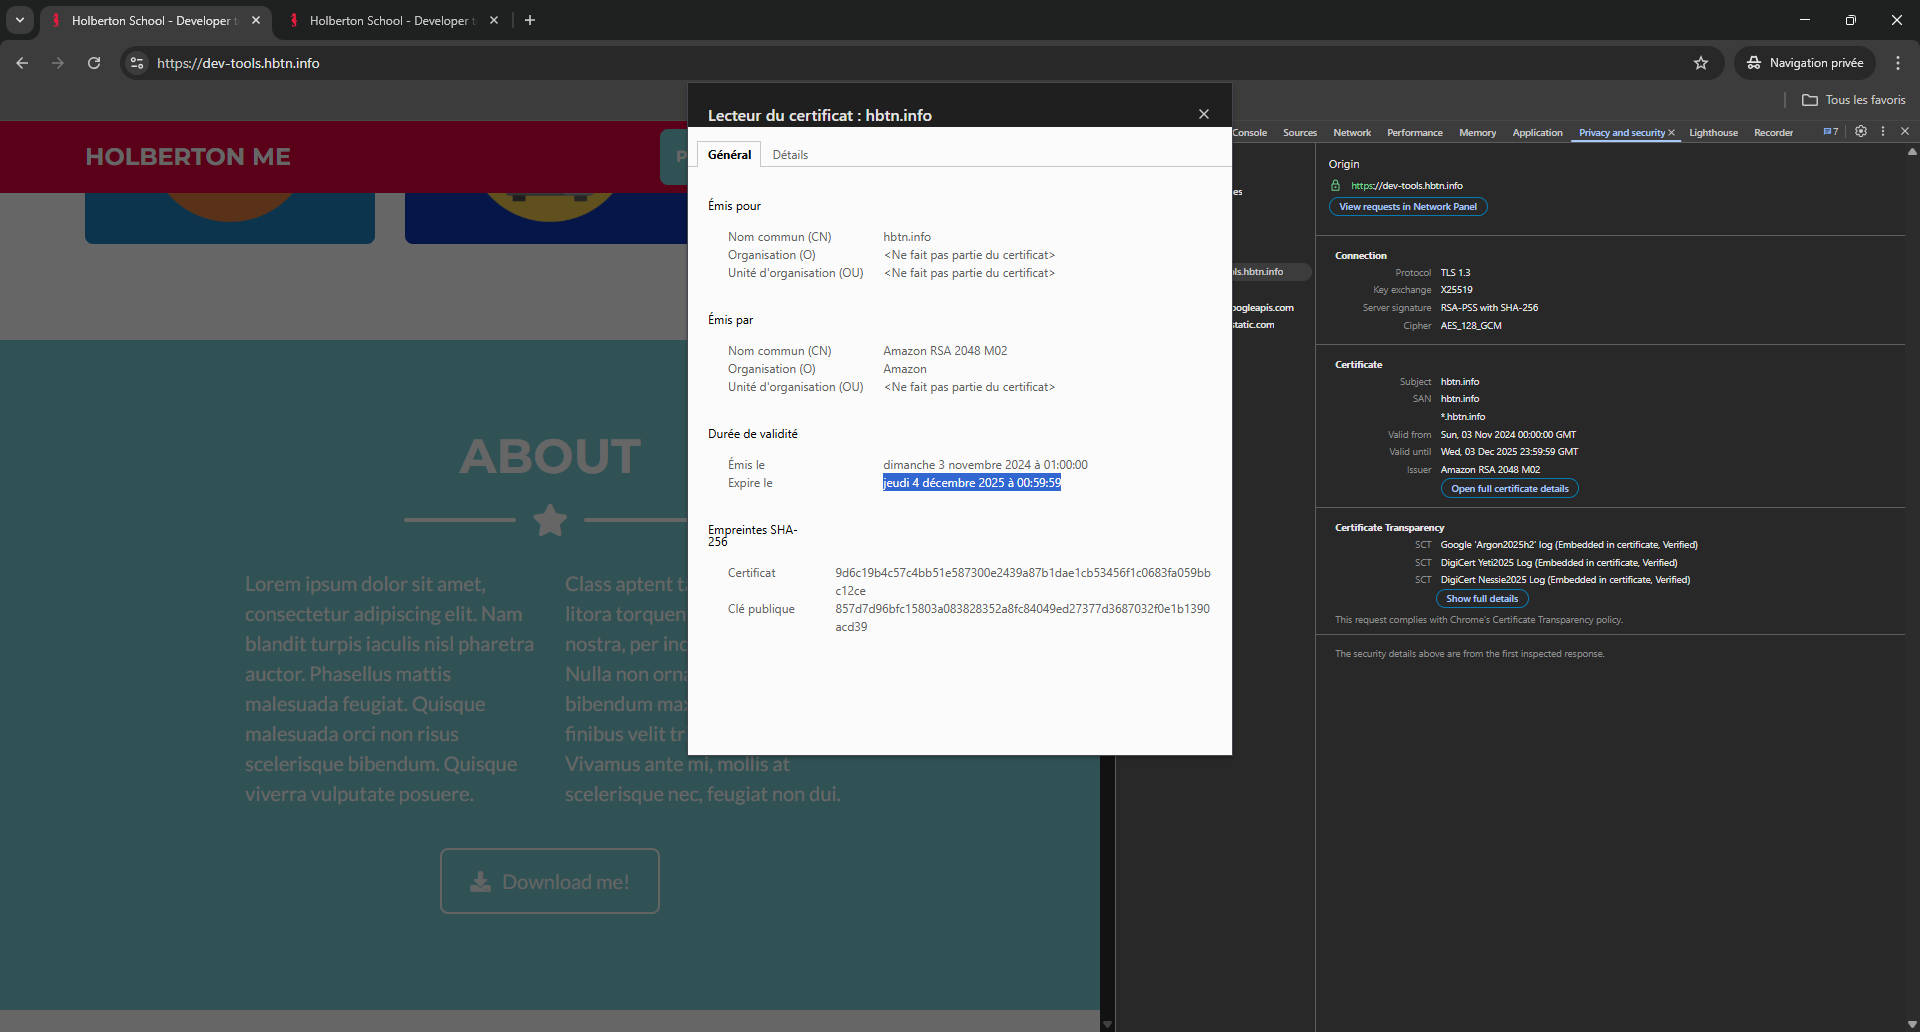 Holberton School - Developer t
Holberton School - Developer t
https://dev-tools.hbtn.info
Navigation privée
Tous les favoris
HOLBERTON ME
P
ABOUT
Lorem ipsum dolor sit amet,
consectetur adipiscing elit. Nam
blandit turpis iaculis nisl pharetra
auctor. Phasellus mattis
malesuada feugiat. Quisque
malesuada orci non risus
scelerisque bibendum. Quisque
viverra vulputate posuere.
Class aptent t
litora torquen
nostra, per inc
Nulla non orna
bibendum ma
finibus velit tr
Vivamus ante mi, mollis at
scelerisque nec, feugiat non dui.
Download me!
Lecteur du certificat : hbtn.info
Général Détails
Émis pour
Nom commun (CN) hbtn.info
Organisation (O) <Ne fait pas partie du certificat>
Unité d'organisation (OU) <Ne fait pas partie du certificat>
Émis par
Nom commun (CN) Amazon RSA 2048 M02
Organisation (O) Amazon
Unité d'organisation (OU) <Ne fait pas partie du certificat>
Durée de validité
Émis le dimanche 3 novembre 2024 à 01:00:00
Expire le jeudi 4 décembre 2025 à 00:59:59
Empreintes SHA-
256
Certificat 9d6c19b4c57c4bb51e587300e2439a87b1dae1cb53456f1c0683fa059bb
c12ce
Clé publique 857d7d96bfc15803a083828352a8fc84049ed27377d3687032f0e1b1390
acd39
Console Sources Network Performance Memory Application Privacy and security Lighthouse Recorder 7
es
ls.hbtn.info
oogleapis.com
static.com
Origin
https://dev-tools.hbtn.info
View requests in Network Panel
Connection
Protocol TLS 1.3
Key exchange X25519
Server signature RSA-PSS with SHA-256
Cipher AES_128_GCM
Certificate
Subject hbtn.info
SAN hbtn.info
*.hbtn.info
Valid from Sun, 03 Nov 2024 00:00:00 GMT
Valid until Wed, 03 Dec 2025 23:59:59 GMT
Issuer Amazon RSA 2048 M02
Open full certificate details
Certificate Transparency
SCT Google 'Argon2025h2' log (Embedded in certificate, Verified)
SCT DigiCert Yeti2025 Log (Embedded in certificate, Verified)
SCT DigiCert Nessie2025 Log (Embedded in certificate, Verified)
Show full details
This request complies with Chrome's Certificate Transparency policy.
The security details above are from the first inspected response.